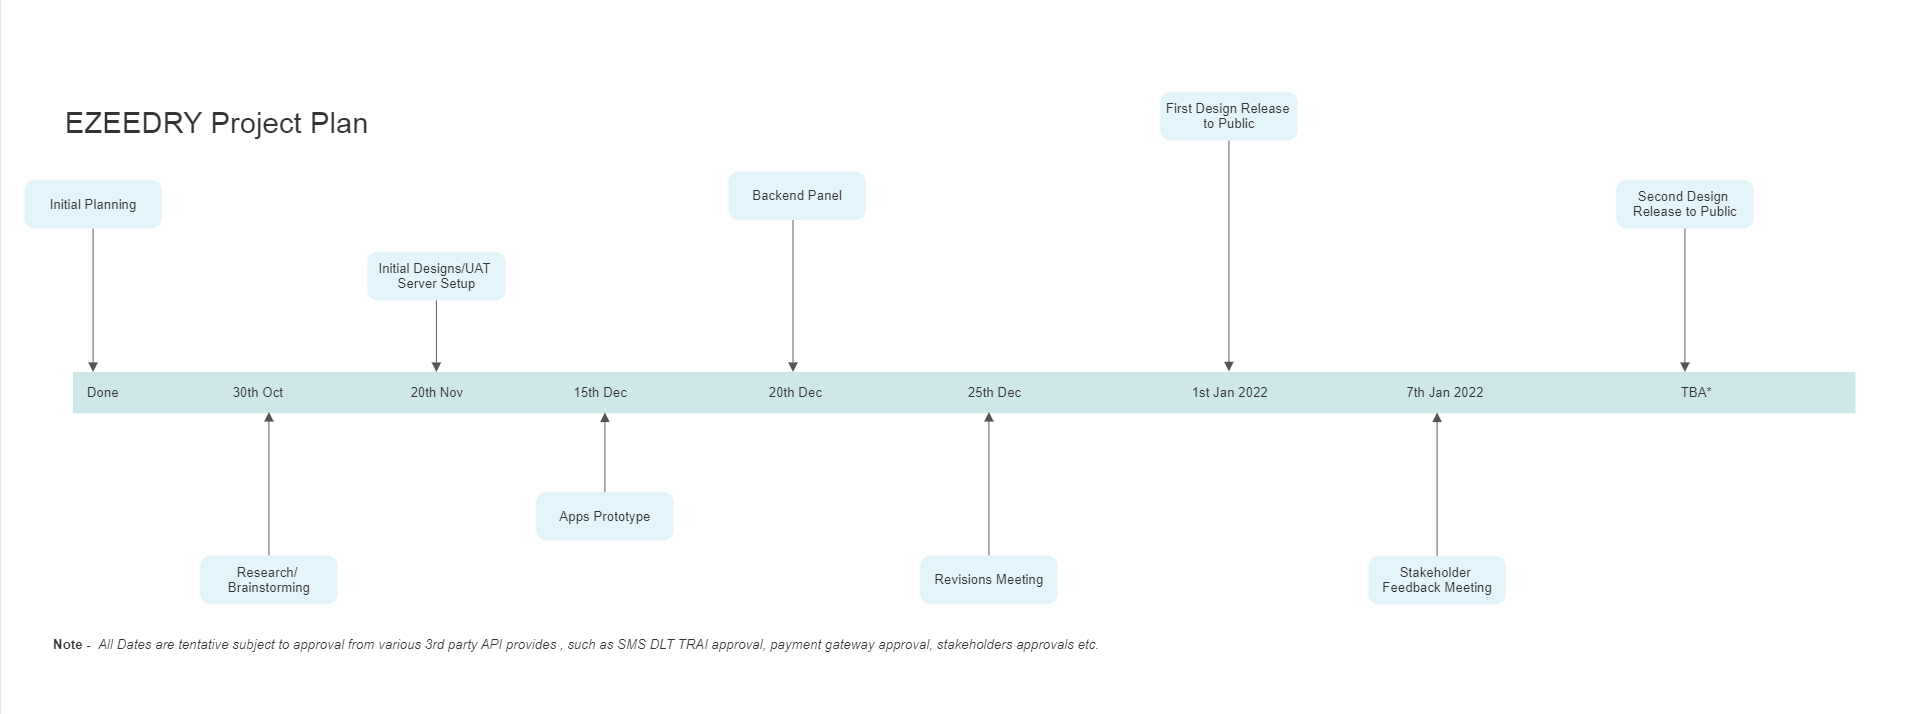 EZEEDRY Project Plan
First Design Release
to Public
Initial Planning
Backend Panel
Second Design
Release to Public
Initial Designs/UAT
Server Setup
Done 30th Oct 20th Nov 15th Dec 20th Dec 25th Dec 1st Jan 2022 7th Jan 2022 TBA*
Apps Prototype
Research/
Brainstorming
Revisions Meeting
Stakeholder
Feedback Meeting
Note - All Dates are tentative subject to approval from various 3rd party API provides , such as SMS DLT TRAI approval, payment gateway approval, stakeholders approvals etc.